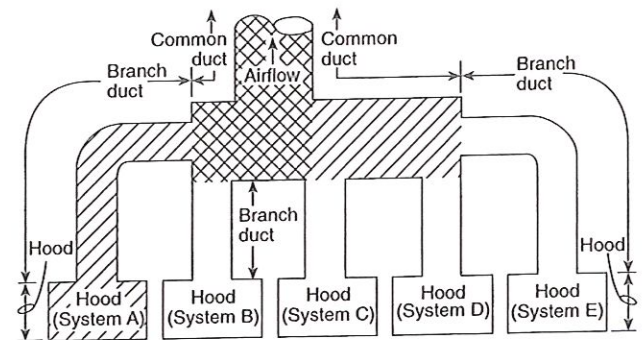 Common
duct
Common
duct
Branch
duct
Airflow
Branch
duct
Branch
duct
Hood
Hood
Hood
(System A)
Hood
(System B)
Hood
(System C)
Hood
(System D)
Hood
(System E)